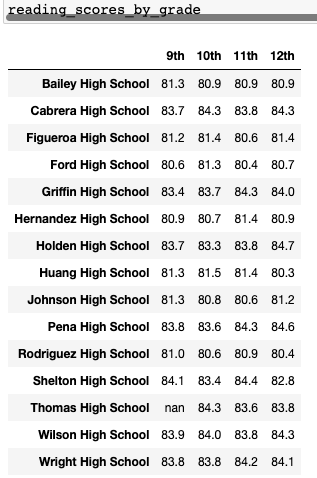 reading_scores_by_grade
9th 10th 11th 12th
Bailey High School 81.3 80.9 80.9 80.9
Cabrera High School 83.7 84.3 83.8 84.3
Figueroa High School 81.2 81.4 80.6 81.4
Ford High School 80.6 81.3 80.4 80.7
Griffin High School 83.4 83.7 84.3 84.0
Hernandez High School 80.9 80.7 81.4 80.9
Holden High School 83.7 83.3 83.8 84.7
Huang High School 81.3 81.5 81.4 80.3
Johnson High School 81.3 80.8 80.6 81.2
Pena High School 83.8 83.6 84.3 84.6
Rodriguez High School 81.0 80.6 80.9 80.4
Shelton High School 84.1 83.4 84.4 82.8
Thomas High School nan 84.3 83.6 83.8
Wilson High School 83.9 84.0 83.8 84.3
Wright High School 83.8 83.8 84.2 84.1